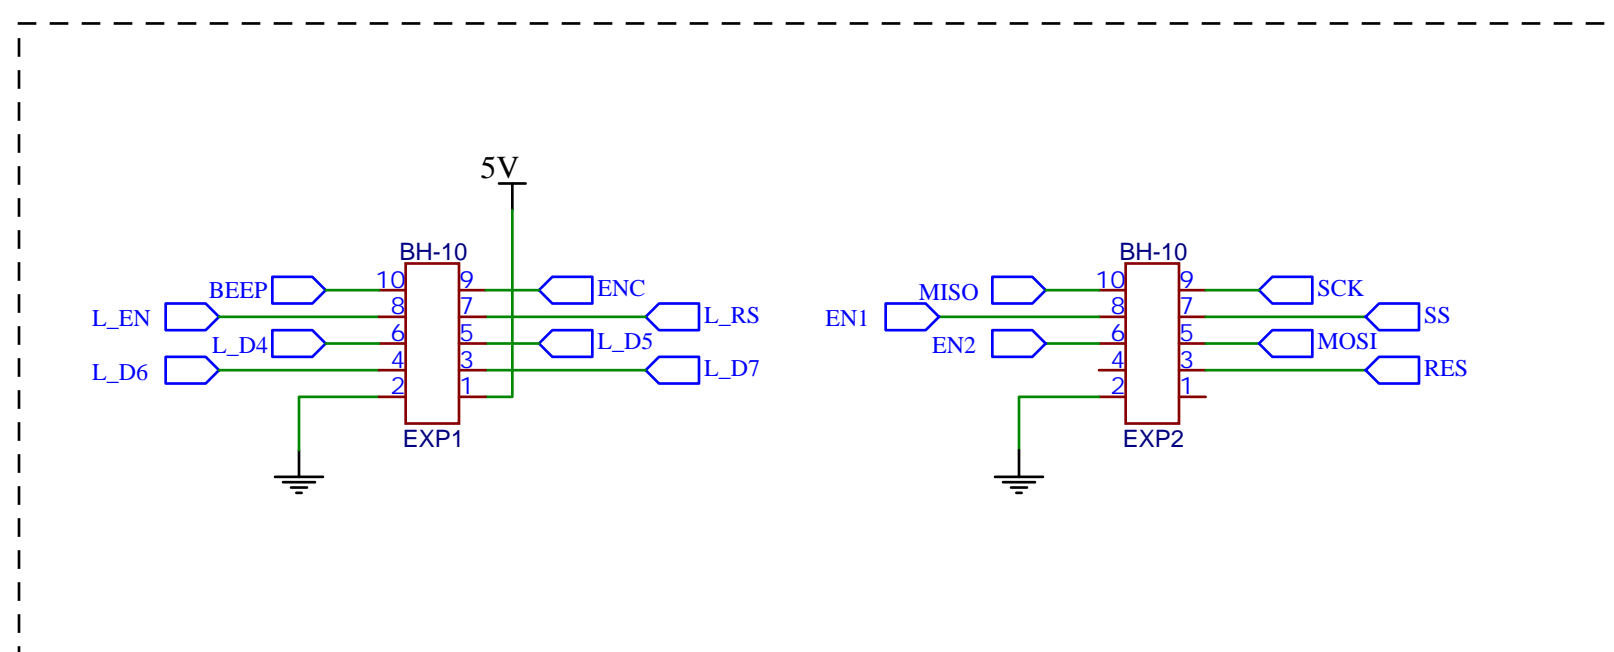 5V
BH-10
BEEP 10 9 ENC
L_EN 8 7 L_RS
L_D4 6 5 L_D5
L_D6 4 3 L_D7
2 1
EXP1
BH-10
MISO 10 9 SCK
EN1 8 7 SS
EN2 6 5 MOSI
4 3 RES
2 1
EXP2